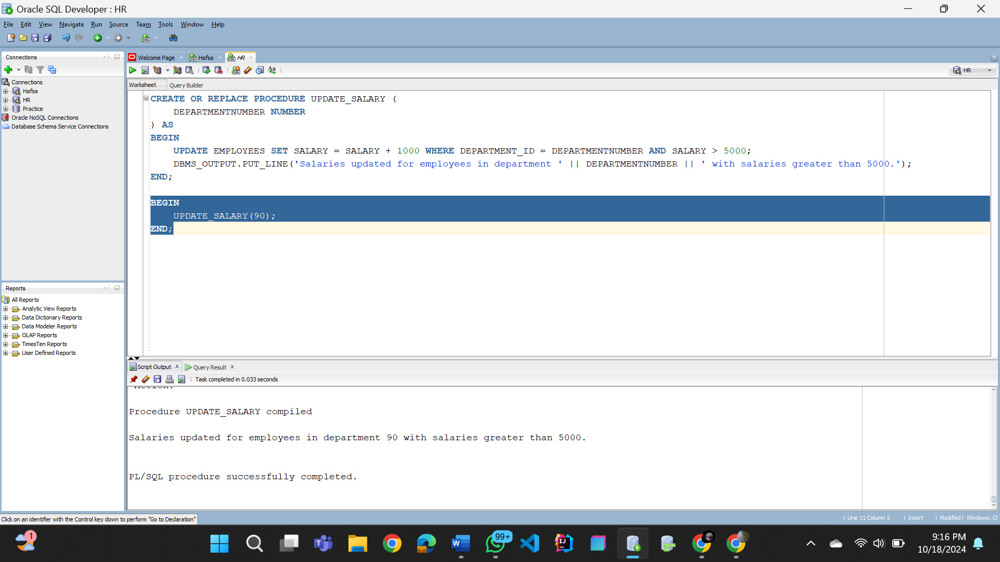 Oracle SQL Developer : HR
File Edit View Navigate Run Source Team Tools Window Help
Connections
Connections
Hafsa
HR
Practice
Oracle NoSQL Connections
Database Schema Service Connections
Reports
All Reports
Analytic View Reports
Data Dictionary Reports
Data Modeler Reports
OLAP Reports
TimesTen Reports
User Defined Reports
Welcome Page Hafsa HR
HR
Worksheet Query Builder
CREATE OR REPLACE PROCEDURE UPDATE_SALARY (
DEPARTMENTNUMBER NUMBER
) AS
BEGIN
UPDATE EMPLOYEES SET SALARY = SALARY + 1000 WHERE DEPARTMENT_ID = DEPARTMENTNUMBER AND SALARY > 5000;
DBMS_OUTPUT.PUT_LINE('Salaries updated for employees in department ' || DEPARTMENTNUMBER || ' with salaries greater than 5000.');
END;
BEGIN
UPDATE_SALARY(90);
END;
Script Output Query Result
Task completed in 0.033 seconds
Procedure UPDATE_SALARY compiled
Salaries updated for employees in department 90 with salaries greater than 5000.
PL/SQL procedure successfully completed.
Click on an identifier with the Control key down to perform "Go to Declaration"
Line 11 Column 5 Insert Modified Windows: CF
1
99+
9:16 PM
10/18/2024